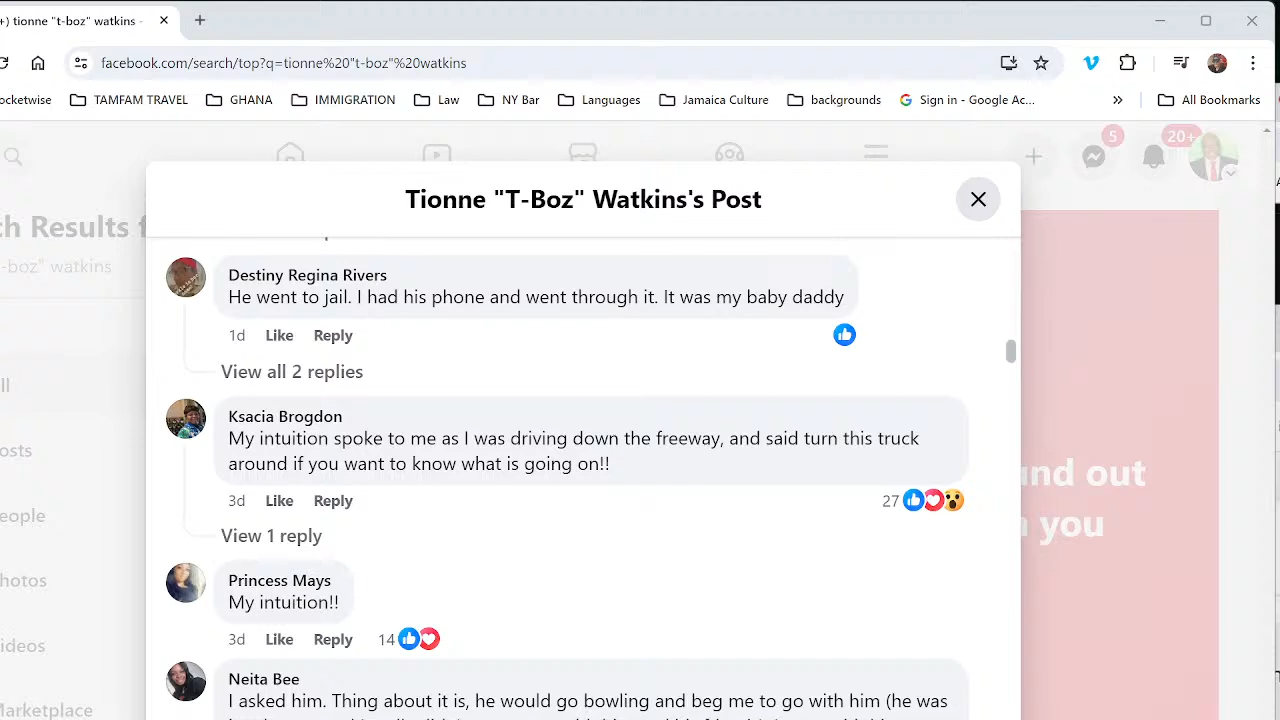 +) tionne "t-boz" watkins -
facebook.com/search/top?q=tionne%20"t-boz"%20watkins
ocketwise TAMFAM TRAVEL GHANA IMMIGRATION Law NY Bar Languages Jamaica Culture backgrounds Sign in - Google Ac... » All Bookmarks
5
20+
Tionne "T-Boz" Watkins's Post
ch Results f
-boz" watkins
Destiny Regina Rivers
He went to jail. I had his phone and went through it. It was my baby daddy
1d Like Reply
View all 2 replies
ll
Ksacia Brogdon
My intuition spoke to me as I was driving down the freeway, and said turn this truck
around if you want to know what is going on!!
osts
und out
3d Like Reply
27
eople
n you
View 1 reply
hotos
Princess Mays
My intuition!!
3d Like Reply 14
ideos
Neita Bee
I asked him. Thing about it is, he would go bowling and beg me to go with him (he was
Marketplace